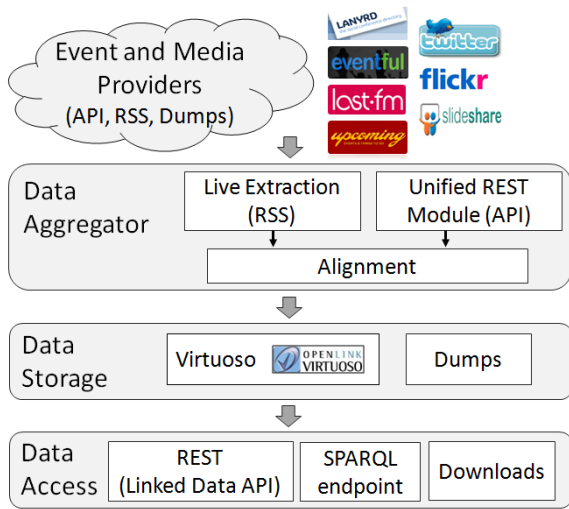 Event and Media
Providers
(API, RSS, Dumps)
LANYRD
eventful
last·fm
upcoming
twitter
flickr
slideshare
Data
Aggregator
Live Extraction
(RSS)
Unified REST
Module (API)
Alignment
Data
Storage
Virtuoso
OPENLINK
VIRTUOSO
Dumps
Data
Access
REST
(Linked Data API)
SPARQL
endpoint
Downloads